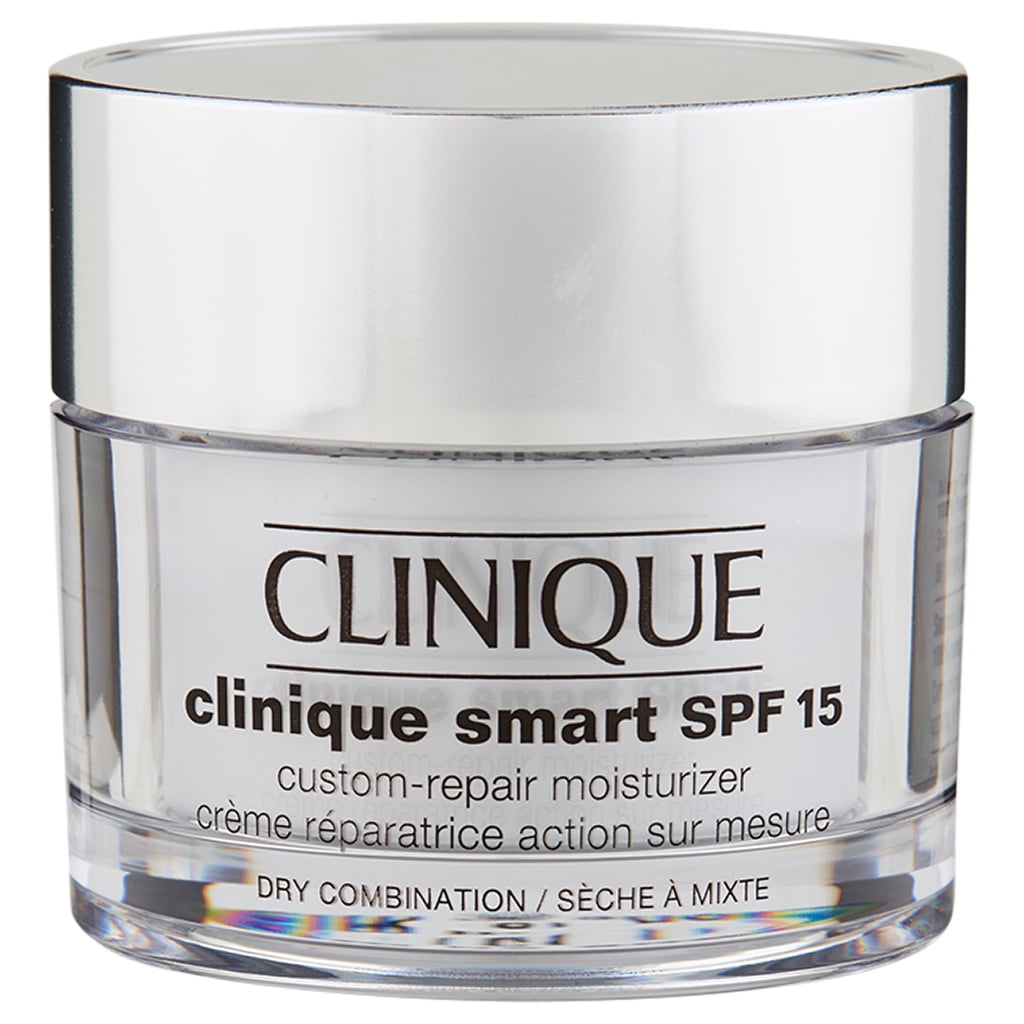 CLINIQUE
clinique smart SPF 15
custom-repair moisturizer
crème réparatrice action sur mesure
DRY COMBINATION / SÈCHE À MIXTE